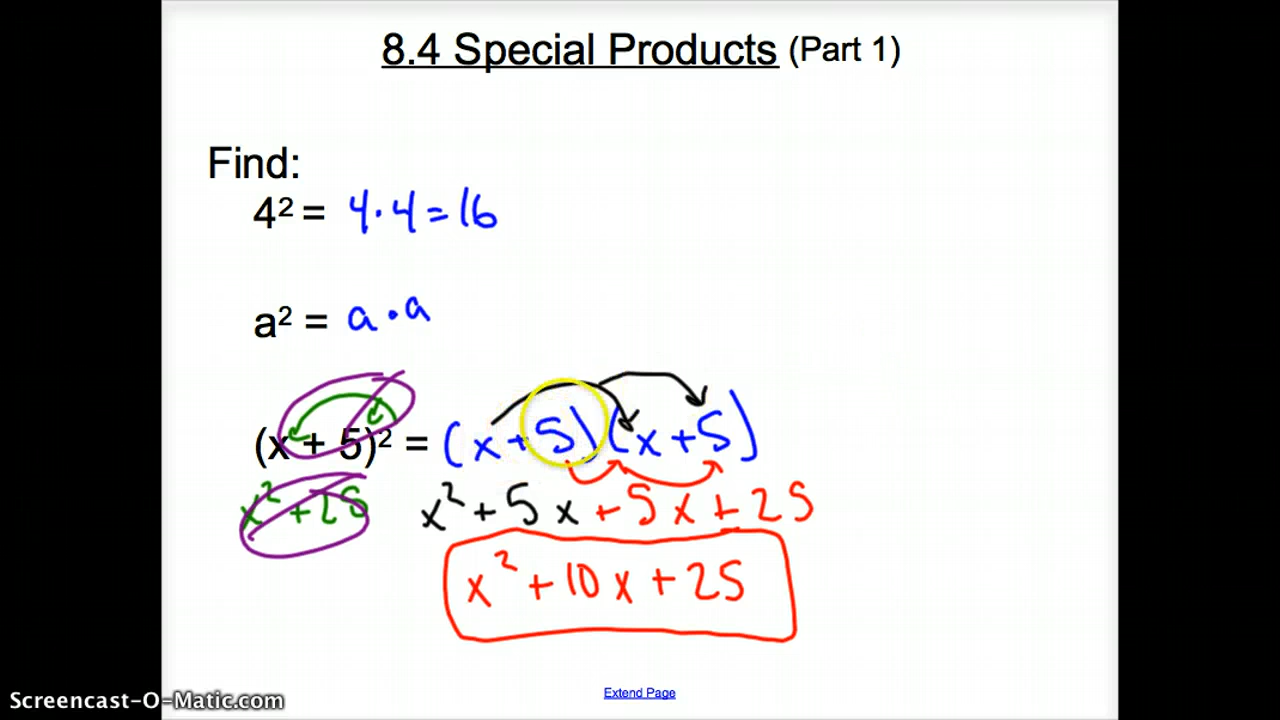 8.4 Special Products (Part 1)
Find:
4² = 4·4=16
a² = a·a
(x + 5)² = (x+5)(x+5)
x²+25 x²+5x+5x+25
x²+10x+25
Extend Page
Screencast-O-Matic.com